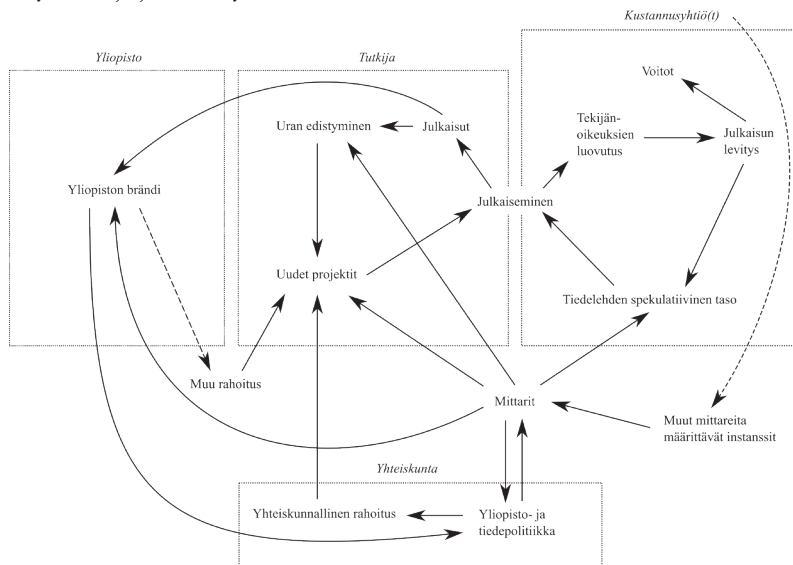 Kustannusyhtiö(t)
Yliopisto
Tutkija
Voitot
Uran edistyminen
Julkaisut
Tekijän-
oikeuksien
luovutus
Julkaisun
levitys
Yliopiston brändi
Julkaiseminen
Uudet projektit
Tiedelehden spekulatiivinen taso
Muu rahoitus
Mittarit
Muut mittareita
määrittävät instanssit
Yhteiskunta
Yhteiskunnallinen rahoitus
Yliopisto- ja
tiedepolitiikka